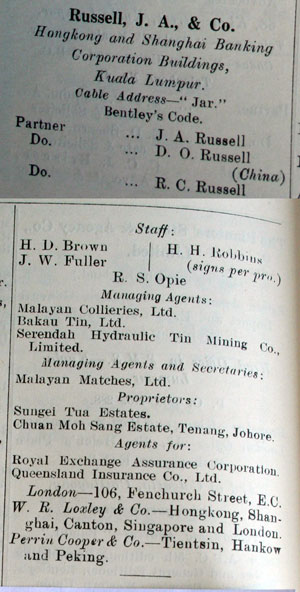 Russell, J. A., & Co.
Hongkong and Shanghai Banking
Corporation Buildings,
Kuala Lumpur.
Cable Address—"Jar."
Bentley's Code.
Partner ... J. A. Russell
Do. ... D. O. Russell
(China)
Do. ... R. C. Russell
Staff:
H. D. Brown H. H. Robbins
J. W. Fuller (signs per pro.)
R. S. Opie
Managing Agents:
Malayan Collieries, Ltd.
Bakau Tin, Ltd.
Serendah Hydraulic Tin Mining Co.,
Limited.
Managing Agents and Secretaries:
Malayan Matches, Ltd.
Proprietors:
Sungei Tua Estates.
Chuan Moh Sang Estate, Tenang, Johore.
Agents for:
Royal Exchange Assurance Corporation.
Queensland Insurance Co., Ltd.
London—106, Fenchurch Street, E.C.
W. R. Loxley & Co.—Hongkong, Shan-
ghai, Canton, Singapore and London.
Perrin Cooper & Co.—Tientsin, Hankow
and Peking.